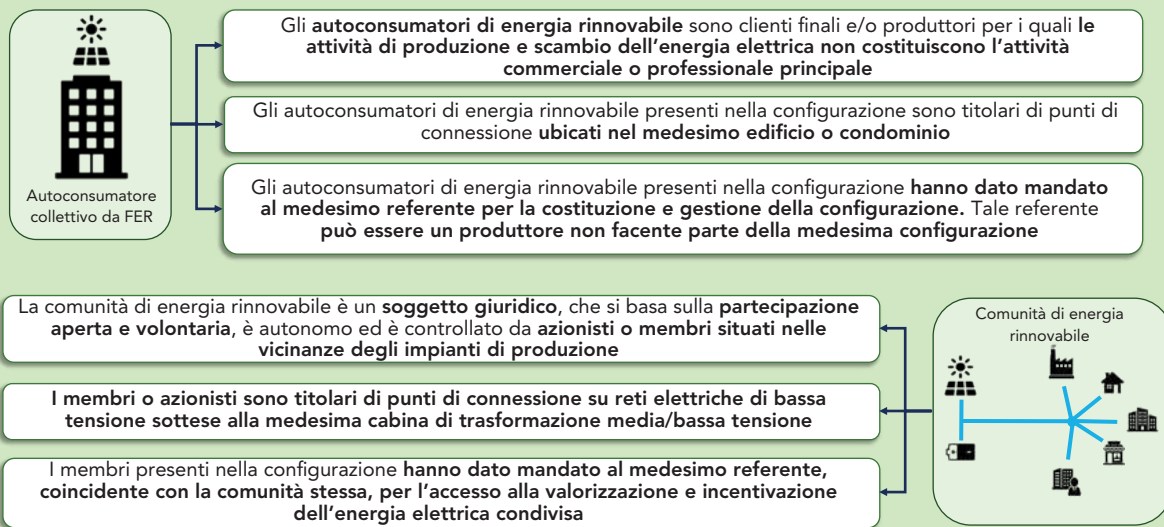 Gli autoconsumatori di energia rinnovabile sono clienti finali e/o produttori per i quali le
attività di produzione e scambio dell'energia elettrica non costituiscono l'attività
commerciale o professionale principale
Gli autoconsumatori di energia rinnovabile presenti nella configurazione sono titolari di punti di
connessione ubicati nel medesimo edificio o condominio
Gli autoconsumatori di energia rinnovabile presenti nella configurazione hanno dato mandato
al medesimo referente per la costituzione e gestione della configurazione. Tale referente
può essere un produttore non facente parte della medesima configurazione
Autoconsumatore
collettivo da FER
La comunità di energia rinnovabile è un soggetto giuridico, che si basa sulla partecipazione
aperta e volontaria, è autonomo ed è controllato da azionisti o membri situati nelle
vicinanze degli impianti di produzione
I membri o azionisti sono titolari di punti di connessione su reti elettriche di bassa
tensione sottese alla medesima cabina di trasformazione media/bassa tensione
I membri presenti nella configurazione hanno dato mandato al medesimo referente,
coincidente con la comunità stessa, per l'accesso alla valorizzazione e incentivazione
dell'energia elettrica condivisa
Comunità di energia
rinnovabile